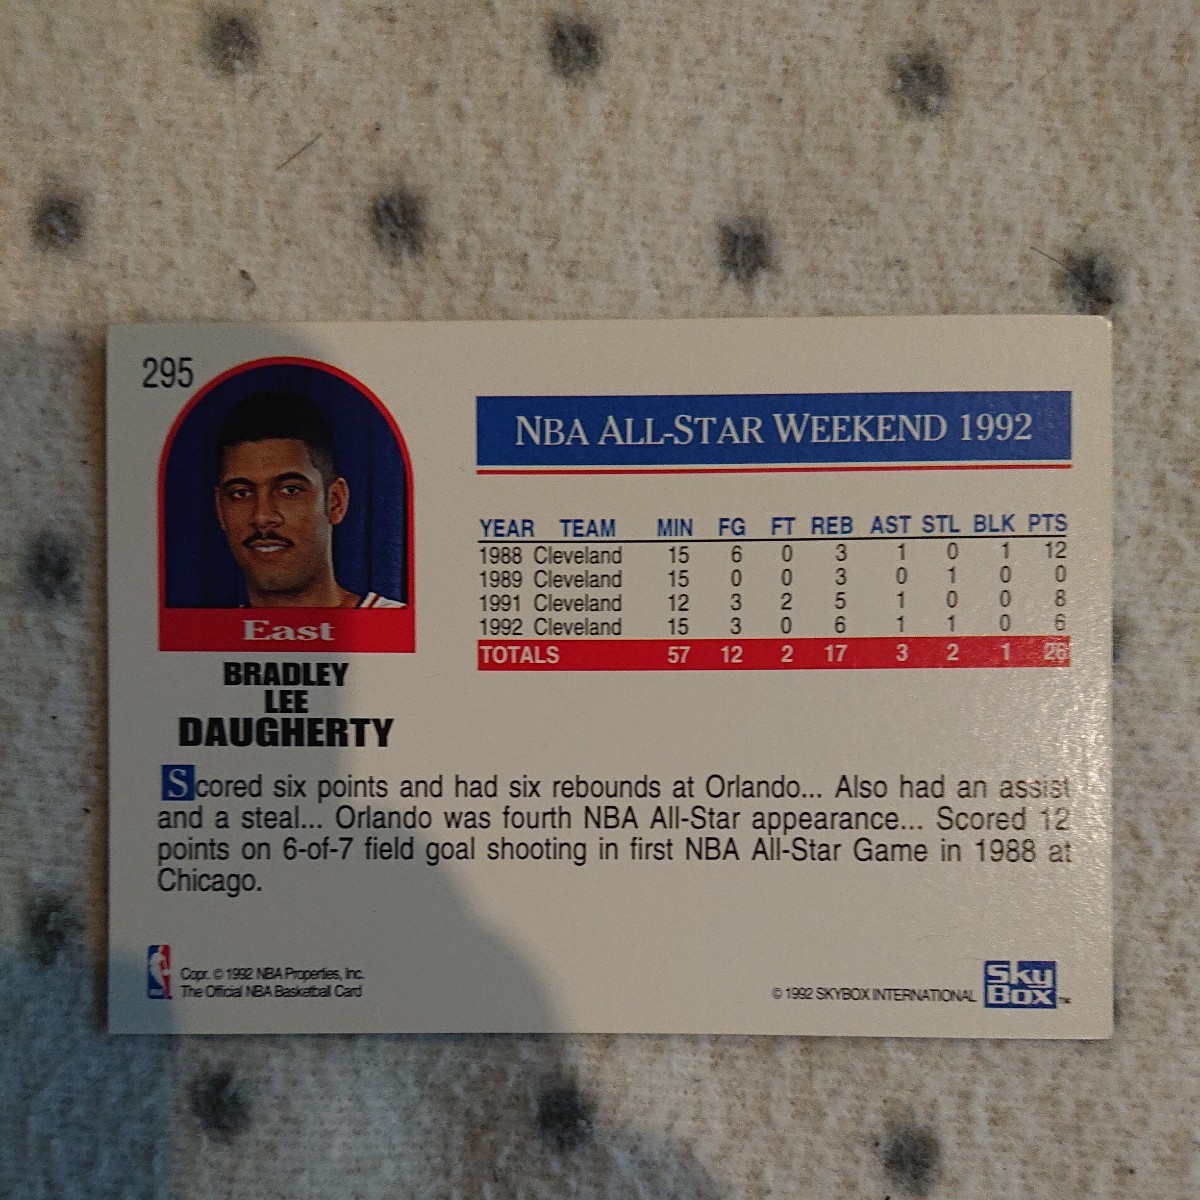 295
East
BRADLEY
LEE
DAUGHERTY
NBA ALL-STAR WEEKEND 1992
YEAR TEAM MIN FG FT REB AST STL BLK PTS
1988 Cleveland 15 6 0 3 1 0 1 12
1989 Cleveland 15 0 0 3 0 1 0 0
1991 Cleveland 12 3 2 5 1 0 0 8
1992 Cleveland 15 3 0 6 1 1 0 6
TOTALS 57 12 2 17 3 2 1 26
Scored six points and had six rebounds at Orlando... Also had an assist
and a steal... Orlando was fourth NBA All-Star appearance... Scored 12
points on 6-of-7 field goal shooting in first NBA All-Star Game in 1988 at
Chicago.
Copr. © 1992 NBA Properties, Inc.
The Official NBA Basketball Card
© 1992 SKYBOX INTERNATIONAL
Sky
Box™